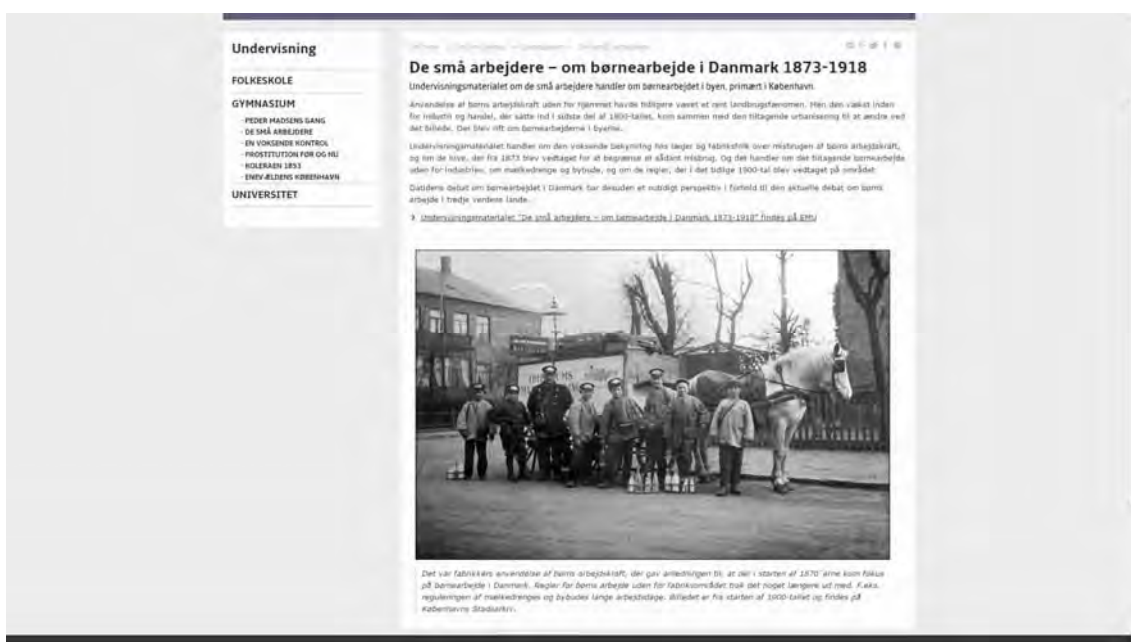 Undervisning
FOLKESKOLE
GYMNASIUM
- PEDER MADSENS GANG
- DE SMÅ ARBEJDERE
- EN VOKSENDE KONTROL
- PROSTITUTION FØR OG NU
- KOLERAEN 1853
- ENEVÆLDENS KØBENHAVN
UNIVERSITET
De små arbejdere – om børnearbejde i Danmark 1873-1918
Undervisningsmaterialet om de små arbejdere handler om børnearbejdet i byen, primært i København.
Anvendelse af børns arbejdskraft uden for hjemmet havde tidligere været et rent landbrugsfænomen. Men den vækst inden
for industri og handel, der satte ind i sidste del af 1800-tallet, kom sammen med den tiltagende urbanisering til at ændre ved
det billede. Der blev rift om børnearbejderne i byerne.
Undervisningsmaterialet handler om den voksende bekymring hos læger og fabriksfolk over misbrugen af børns arbejdskraft,
og om de love, der fra 1873 blev vedtaget for at begrænse et sådant misbrug. Og det handler om det tiltagende børnearbejde
uden for industrien, om mælkedrenge og bybude, og om de regler, der i det tidlige 1900-tal blev vedtaget på området.
Datidens debat om børnearbejdet i Danmark har desuden et nutidigt perspektiv i forhold til den aktuelle debat om børns
arbejde i tredje verdens lande.
› Undervisningsmaterialet "De små arbejdere – om børnearbejde i Danmark 1873-1918" findes på EMU
Det var fabrikkers anvendelse af børns arbejdskraft, der gav anledningen til, at der i starten af 1870´erne kom fokus
på børnearbejde i Danmark. Regler for børns arbejde uden for fabriksområdet trak det noget længere ud med. F.eks.
reguleringen af mælkedrenges og bybudes lange arbejdsdage. Billedet er fra starten af 1900-tallet og findes på
Københavns Stadsarkiv.